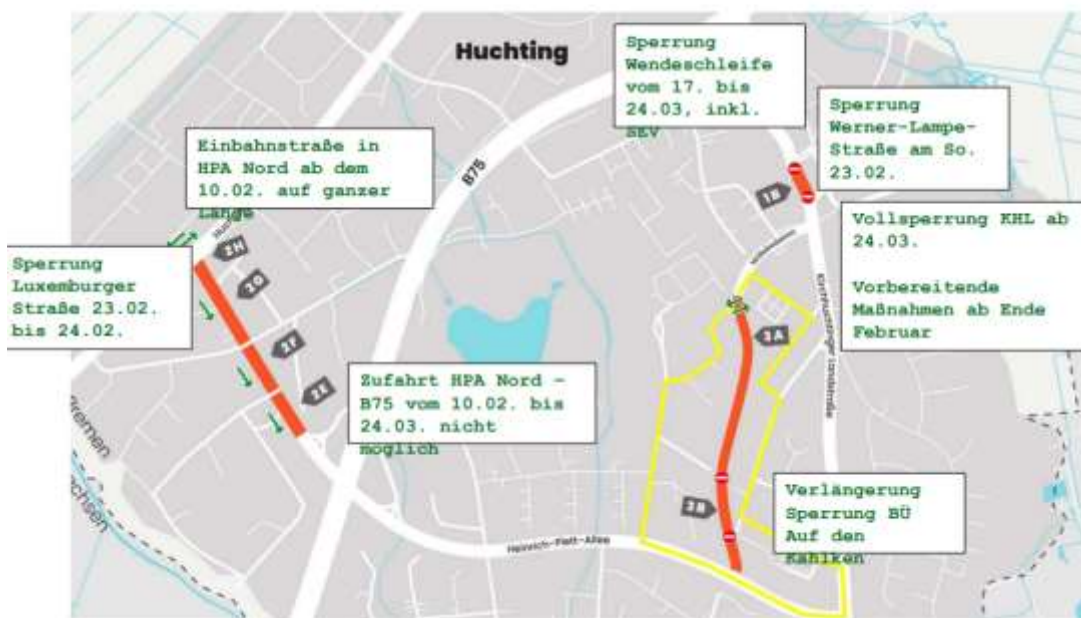 Huchting
Sperrung
Wendeschleife
vom 17. bis
24.03, inkl.
SEV
Sperrung
Werner-Lampe-
Straße am So.
23.02.
Einbahnstraße in
HPA Nord ab dem
10.02. auf ganzer
Länge
B75
1B
Vollsperrung KHL ab
24.03.
Vorbereitende
Maßnahmen ab Ende
Februar
Sperrung
Luxemburger
Straße 23.02.
bis 24.02.
2H
2G
2F
2E
Kirchhuchtinger Landstraße
3A
Zufahrt HPA Nord –
B75 vom 10.02. bis
24.03. nicht
möglich
Bremen
3B
Verlängerung
Sperrung BÜ
Auf den
Kahlken
Heinrich-Plett-Allee